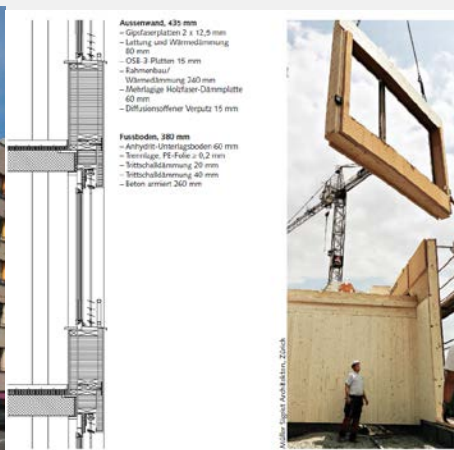 Aussenwand, 435 mm
– Gipsfaserplatten 2 x 12,5 mm
– Lattung und Wärmedämmung
80 mm
– OSB-3-Platten 15 mm
– Rahmenbau/
Wärmedämmung 240 mm
– Mehrlagige Holzfaser-Dämmplatte
60 mm
– Diffusionsoffener Verputz 15 mm
Fussboden, 380 mm
– Anhydrit-Unterlagsboden 60 mm
– Trennlage, PE-Folie ≥ 0,2 mm
– Trittschalldämmung 20 mm
– Trittschalldämmung 40 mm
– Beton armiert 260 mm
Müller Sigrist Architekten, Zürich